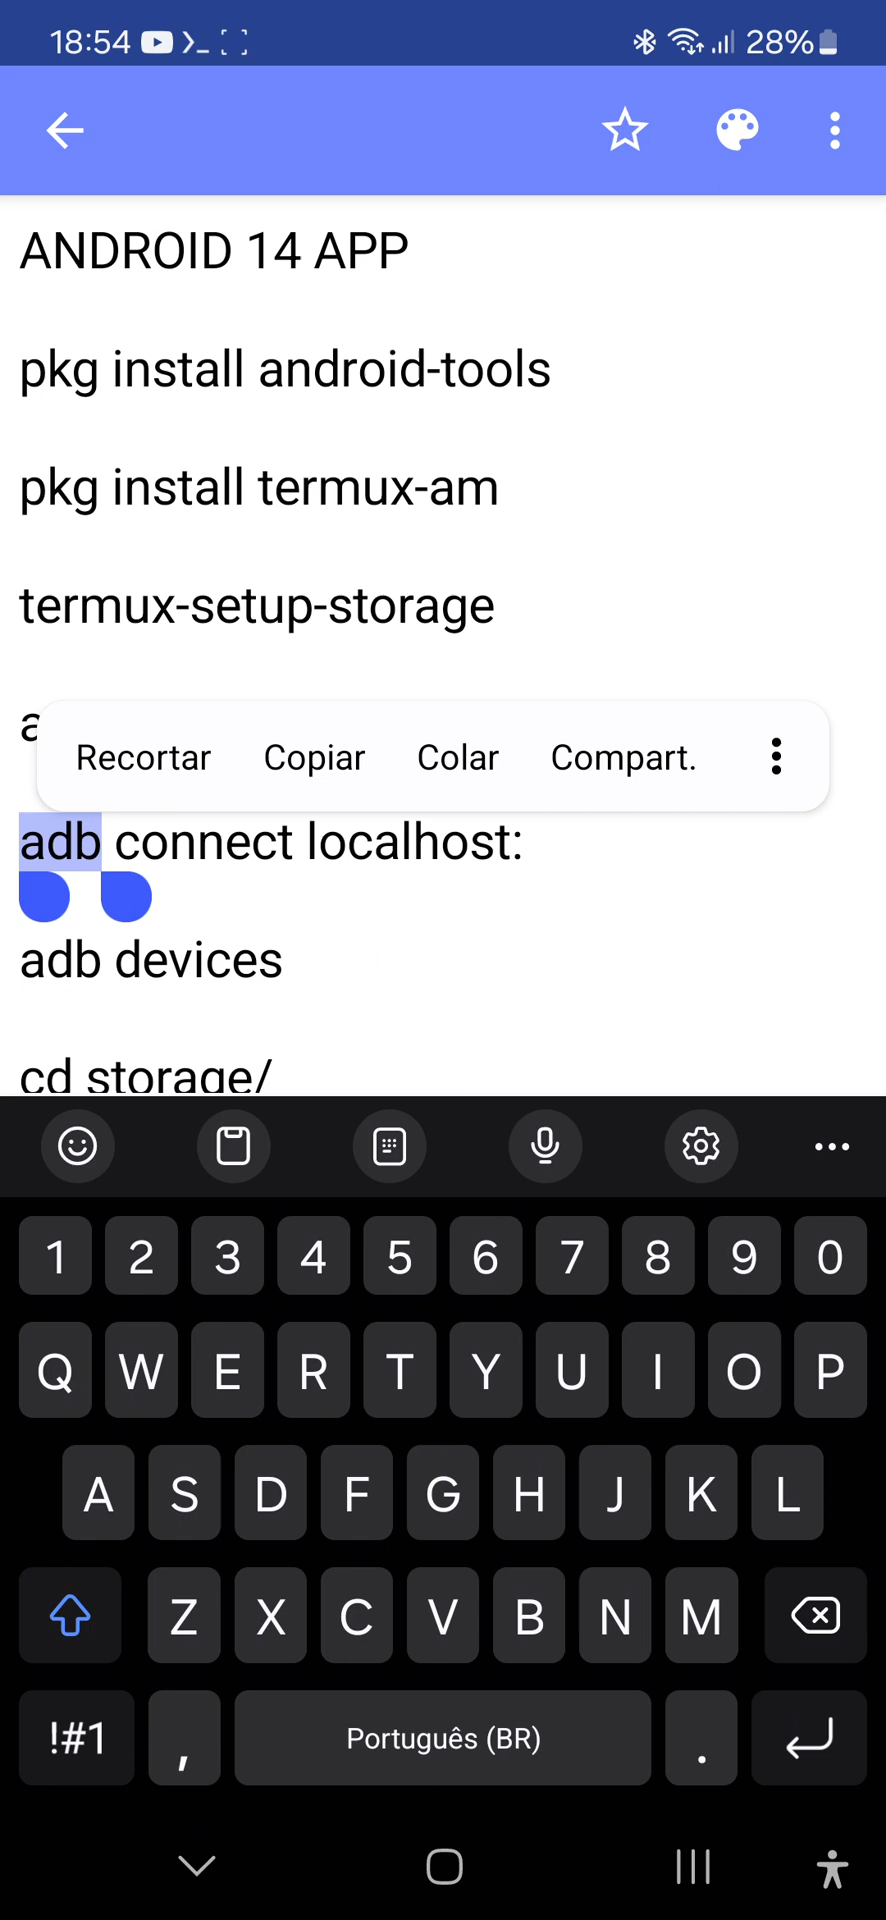 18:54
28%
ANDROID 14 APP
pkg install android-tools
pkg install termux-am
termux-setup-storage
Recortar Copiar Colar Compart.
adb connect localhost:
adb devices
cd storage/
1 2 3 4 5 6 7 8 9 0
Q W E R T Y U I O P
A S D F G H J K L
Z X C V B N M
!#1 , Português (BR) .